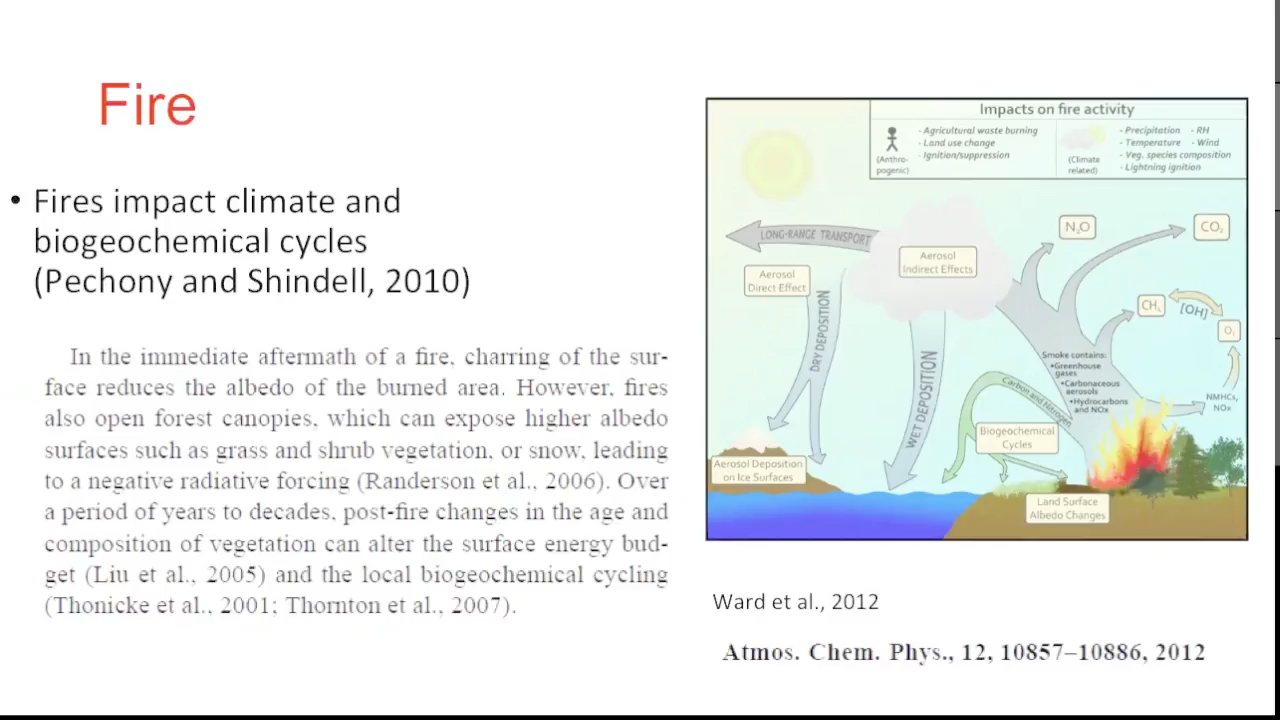 Fire
• Fires impact climate and
biogeochemical cycles
(Pechony and Shindell, 2010)
In the immediate aftermath of a fire, charring of the sur-
face reduces the albedo of the burned area. However, fires
also open forest canopies, which can expose higher albedo
surfaces such as grass and shrub vegetation, or snow, leading
to a negative radiative forcing (Randerson et al., 2006). Over
a period of years to decades, post-fire changes in the age and
composition of vegetation can alter the surface energy bud-
get (Liu et al., 2005) and the local biogeochemical cycling
(Thonicke et al., 2001; Thornton et al., 2007).
Impacts on fire activity
(Anthro-
pogenic)
- Agricultural waste burning
- Land use change
- Ignition/suppression
(Climate
related)
- Precipitation - RH
- Temperature - Wind
- Veg. species composition
- Lightning ignition
LONG-RANGE TRANSPORT
Aerosol
Indirect Effects
N₂O
CO₂
Aerosol
Direct Effect
DRY DEPOSITION
WET DEPOSITION
CH₄
[OH]
O₃
Smoke contains:
•Greenhouse
gases
•Carbonaceous
aerosols
•Hydrocarbons
and NOx
NMHCs,
NOx
Carbon and Nitrogen
Biogeochemical
Cycles
Aerosol Deposition
on Ice Surfaces
Land Surface
Albedo Changes
Ward et al., 2012
Atmos. Chem. Phys., 12, 10857–10886, 2012